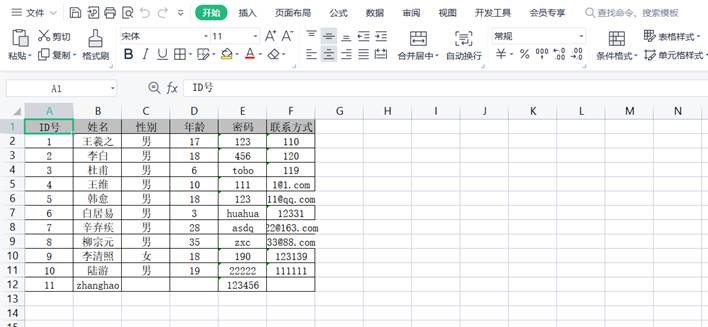 文件 开始 插入 页面布局 公式 数据 审阅 视图 开发工具 会员专享 查找命令、搜索模板
粘贴 剪切 复制 格式刷 宋体 11 A⁺ A⁻ B I U A 合并居中 自动换行 常规 ¥ % 000 条件格式 表格样式 单元格样式
A1 fx ID号
A B C D E F G H I J K L M N
1 ID号 姓名 性别 年龄 密码 联系方式
2 1 王羲之 男 17 123 110
3 2 李白 男 18 456 120
4 3 杜甫 男 6 tobo 119
5 4 王维 男 10 111 1@1.com
6 5 韩愈 男 18 123 11@qq.com
7 6 白居易 男 3 huahua 12331
8 7 辛弃疾 男 28 asdq 22@163.com
9 8 柳宗元 男 35 zxc 33@88.com
10 9 李清照 女 18 190 123139
11 10 陆游 男 19 22222 111111
12 11 zhanghao 123456
13
14
15